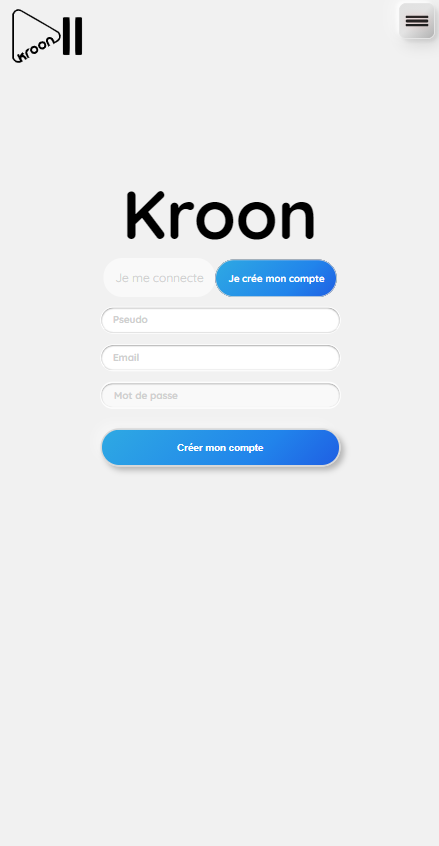 Kroon
Kroon
Je me connecte
Je crée mon compte
Pseudo
Email
Mot de passe
Créer mon compte